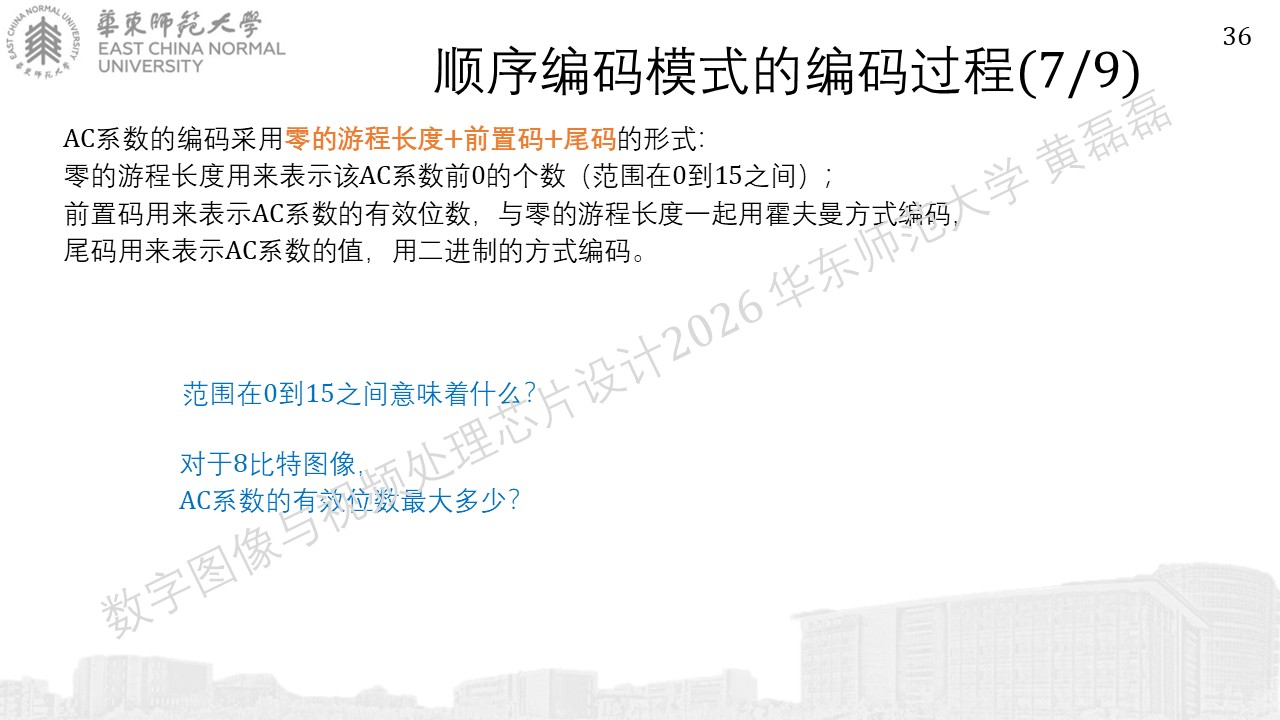 華東師範大學
EAST CHINA NORMAL
UNIVERSITY
EAST CHINA NORMAL UNIVERSITY
華東師范大学
36
顺序编码模式的编码过程(7/9)
AC系数的编码采用零的游程长度+前置码+尾码的形式：
零的游程长度用来表示该AC系数前0的个数（范围在0到15之间）；
前置码用来表示AC系数的有效位数，与零的游程长度一起用霍夫曼方式编码，
尾码用来表示AC系数的值，用二进制的方式编码。
范围在0到15之间意味着什么？
对于8比特图像，
AC系数的有效位数最大多少？
数字图像与视频处理芯片设计2026 华东师范大学 黄磊磊